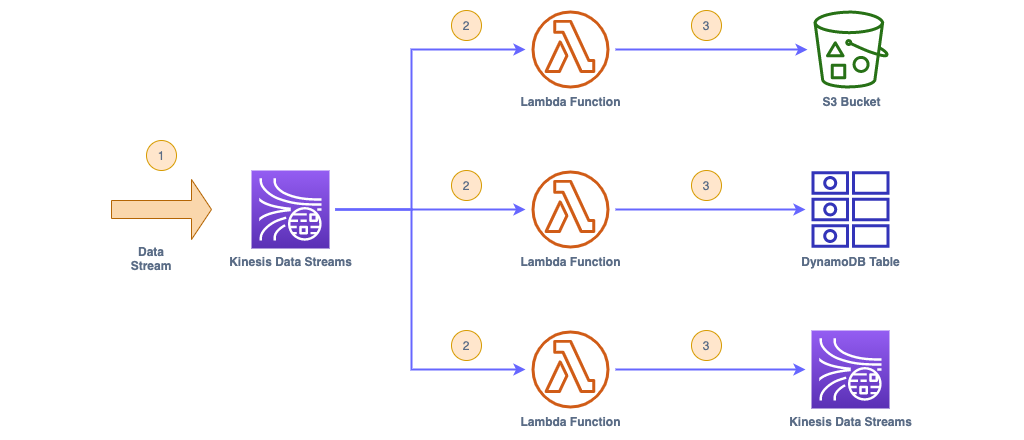 2
3
Lambda Function
S3 Bucket
1
2
3
Data
Stream
Kinesis Data Streams
Lambda Function
DynamoDB Table
2
3
Lambda Function
Kinesis Data Streams